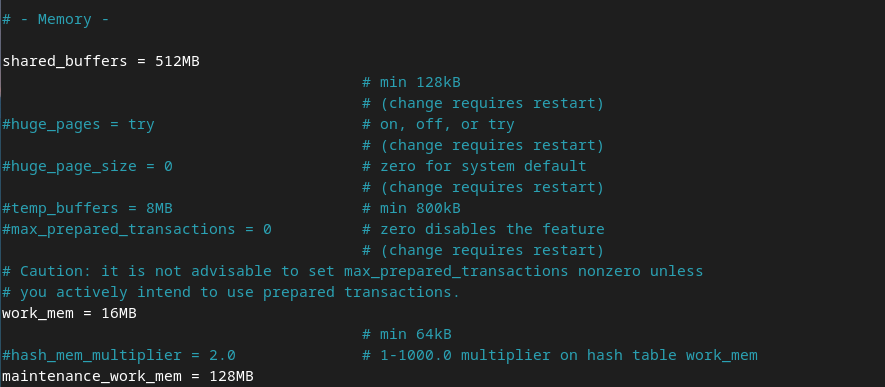 # - Memory -
shared_buffers = 512MB
# min 128kB
# (change requires restart)
#huge_pages = try # on, off, or try
# (change requires restart)
#huge_page_size = 0 # zero for system default
# (change requires restart)
#temp_buffers = 8MB # min 800kB
#max_prepared_transactions = 0 # zero disables the feature
# (change requires restart)
# Caution: it is not advisable to set max_prepared_transactions nonzero unless
# you actively intend to use prepared transactions.
work_mem = 16MB
# min 64kB
#hash_mem_multiplier = 2.0 # 1-1000.0 multiplier on hash table work_mem
maintenance_work_mem = 128MB